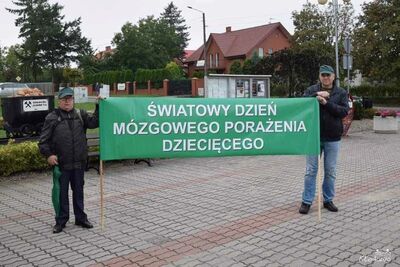 ŚWIATOWY DZIEŃ
MÓZGOWEGO PORAŻENIA
DZIECIĘCEGO